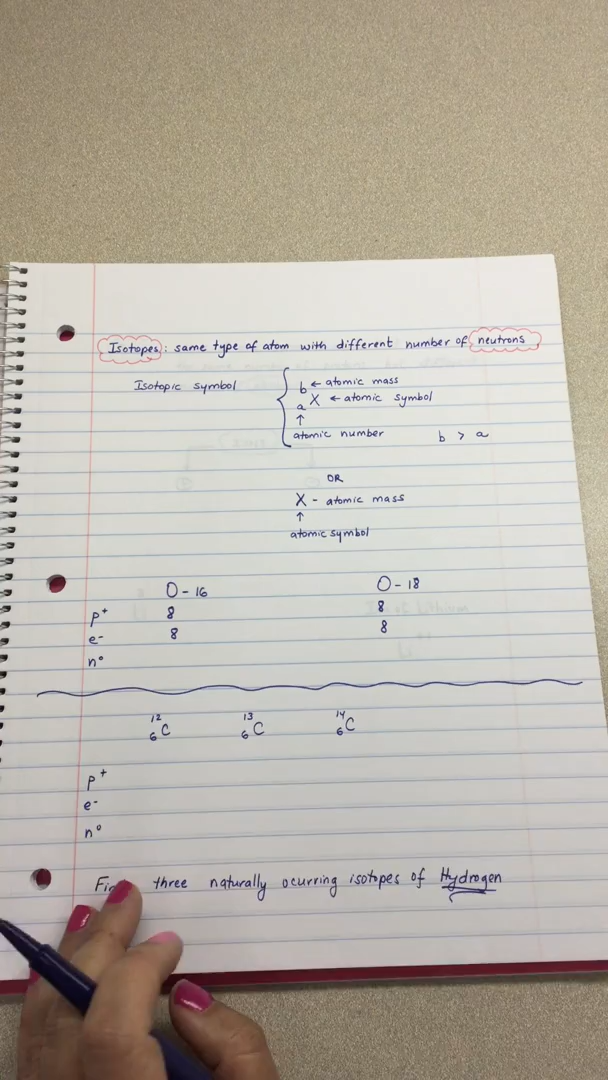 Isotopes: same type of atom with different number of neutrons
Isotopic symbol
b ← atomic mass
a X ← atomic symbol
↑
atomic number b > a
OR
X - atomic mass
↑
atomic symbol
O - 16 O - 18
p+ 8 8
e- 8 8
n°
12 13 14
6 C 6 C 6 C
p+
e-
n°
three naturally ocurring isotopes of Hydrogen